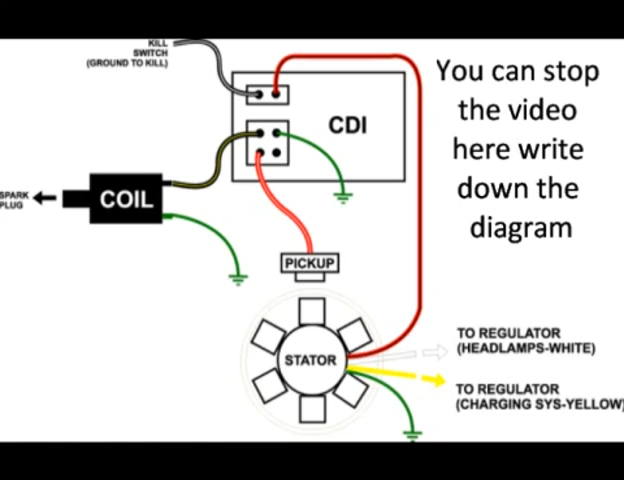 KILL
SWITCH
(GROUND TO KILL)
You can stop
the video
here write
down the
diagram
CDI
SPARK
PLUG
COIL
PICKUP
STATOR
TO REGULATOR
(HEADLAMPS-WHITE)
TO REGULATOR
(CHARGING SYS-YELLOW)